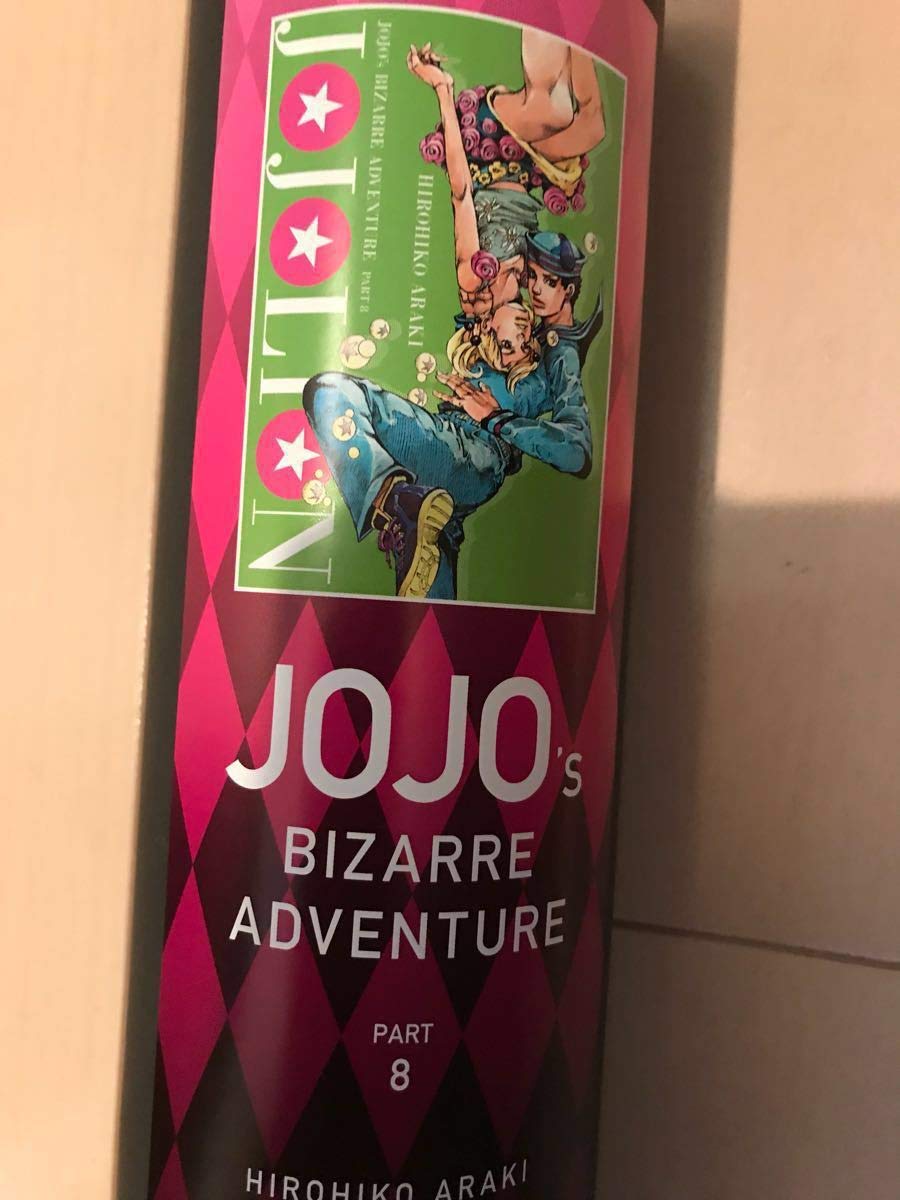 JOJOLION
JOJO's BIZARRE ADVENTURE PART 8
HIROHIKO ARAKI
JOJO's
BIZARRE
ADVENTURE
PART
8
HIROHIKO ARAKI